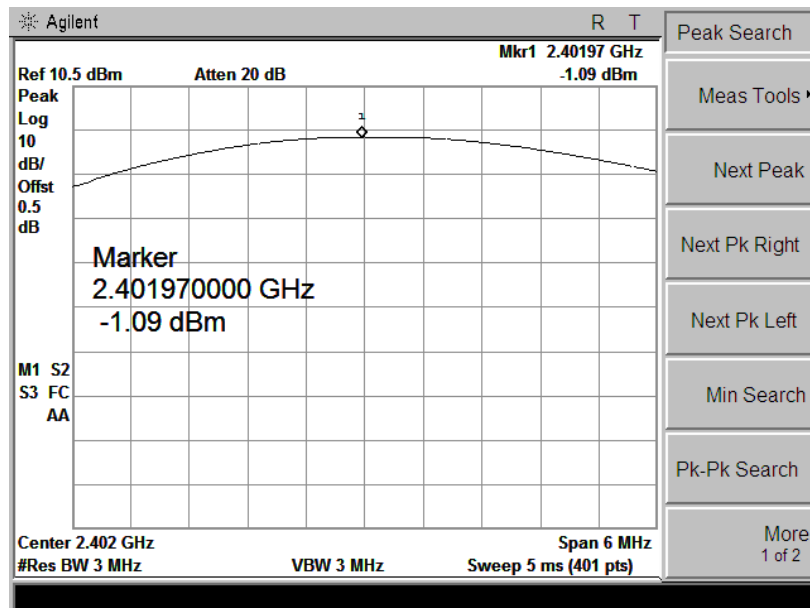 Agilent R T
Mkr1 2.40197 GHz
Ref 10.5 dBm Atten 20 dB -1.09 dBm
Peak
Log
10
dB/
Offst
0.5
dB
1
Marker
2.401970000 GHz
-1.09 dBm
M1 S2
S3 FC
AA
Center 2.402 GHz Span 6 MHz
#Res BW 3 MHz VBW 3 MHz Sweep 5 ms (401 pts)
Peak Search
Meas Tools
Next Peak
Next Pk Right
Next Pk Left
Min Search
Pk-Pk Search
More
1 of 2